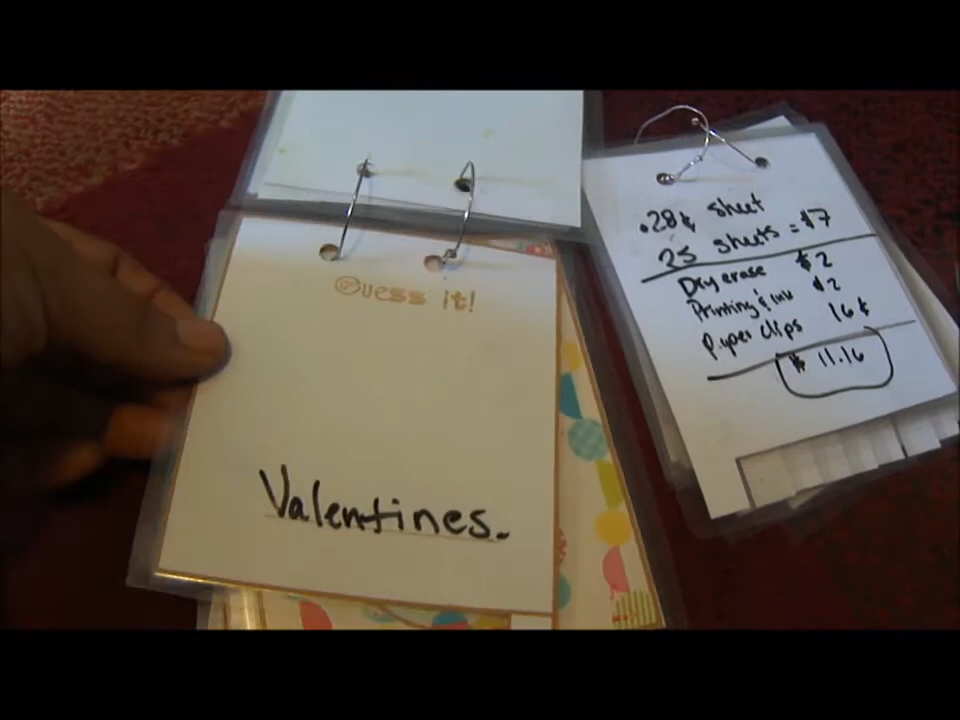 Guess it!
Valentines.
.28¢ sheet
25 sheets = $7
Dry erase $2
Printing & ink $2
Paper clips 16¢
$ 11.16